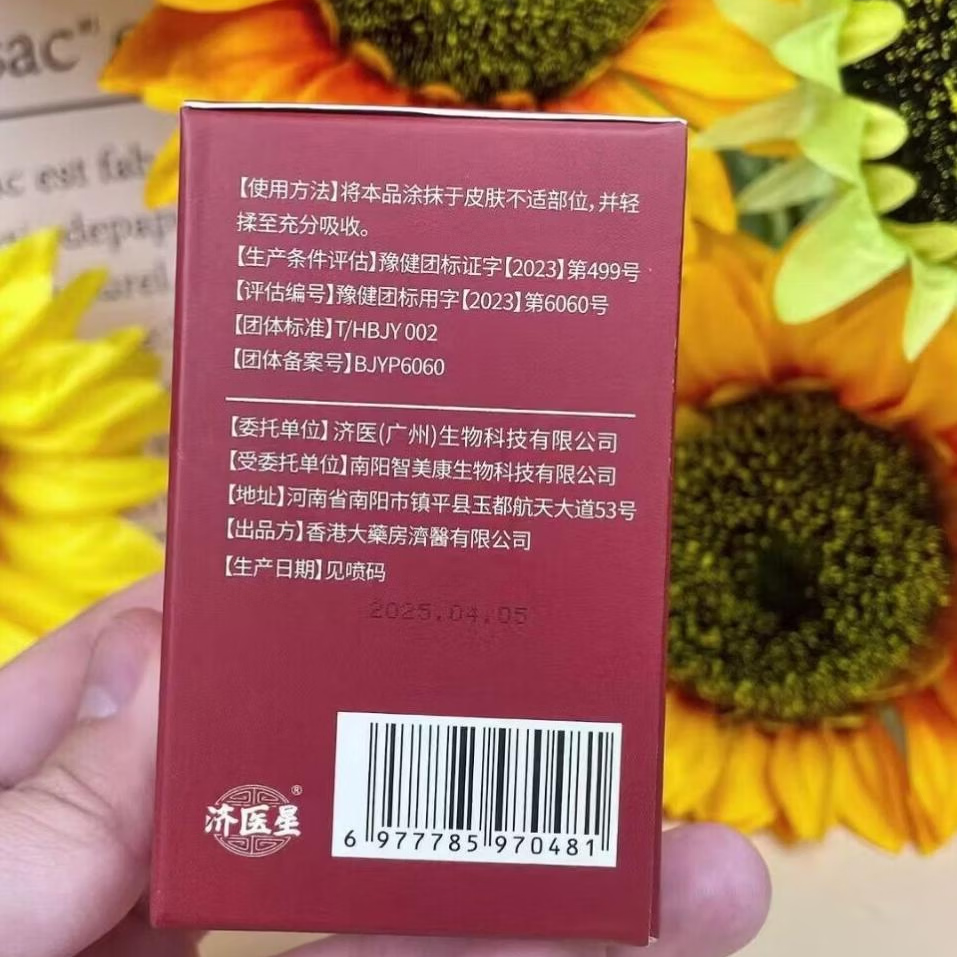 sac"
ac est fab
depap
arel
【使用方法】将本品涂抹于皮肤不适部位,并轻
揉至充分吸收。
【生产条件评估】豫健团标证字【2023】第499号
【评估编号】豫健团标用字【2023】第6060号
【团体标准】T/HBJY 002
【团体备案号】BJYP6060
【委托单位】济医(广州)生物科技有限公司
【受委托单位】南阳智美康生物科技有限公司
【地址】河南省南阳市镇平县玉都航天大道53号
【出品方】香港大藥房濟醫有限公司
【生产日期】见喷码
2025.04.05
济医星®
6 977785 970481